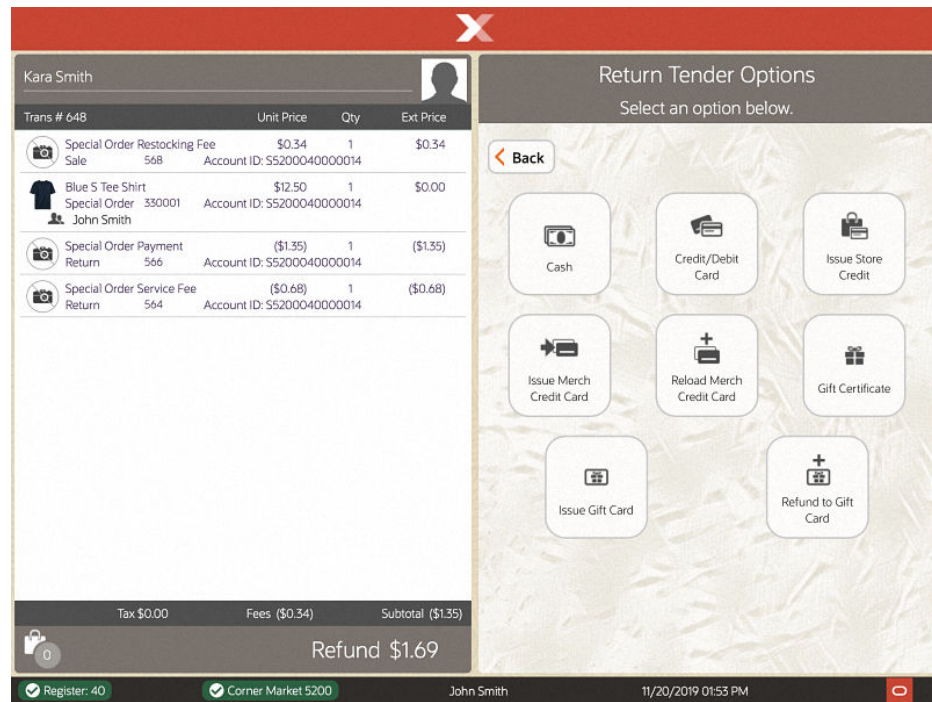 Kara Smith
Trans # 648 Unit Price Qty Ext Price
Special Order Restocking Fee $0.34 1 $0.34
Sale 568 Account ID: S5200040000014
Blue S Tee Shirt $12.50 1 $0.00
Special Order 330001 Account ID: S5200040000014
John Smith
Special Order Payment ($1.35) 1 ($1.35)
Return 566 Account ID: S5200040000014
Special Order Service Fee ($0.68) 1 ($0.68)
Return 564 Account ID: S5200040000014
Tax $0.00 Fees ($0.34) Subtotal ($1.35)
0
Refund $1.69
Return Tender Options
Select an option below.
Back
Cash
Credit/Debit
Card
Issue Store
Credit
Issue Merch
Credit Card
Reload Merch
Credit Card
Gift Certificate
Issue Gift Card
Refund to Gift
Card
Register: 40 Corner Market 5200 John Smith 11/20/2019 01:53 PM